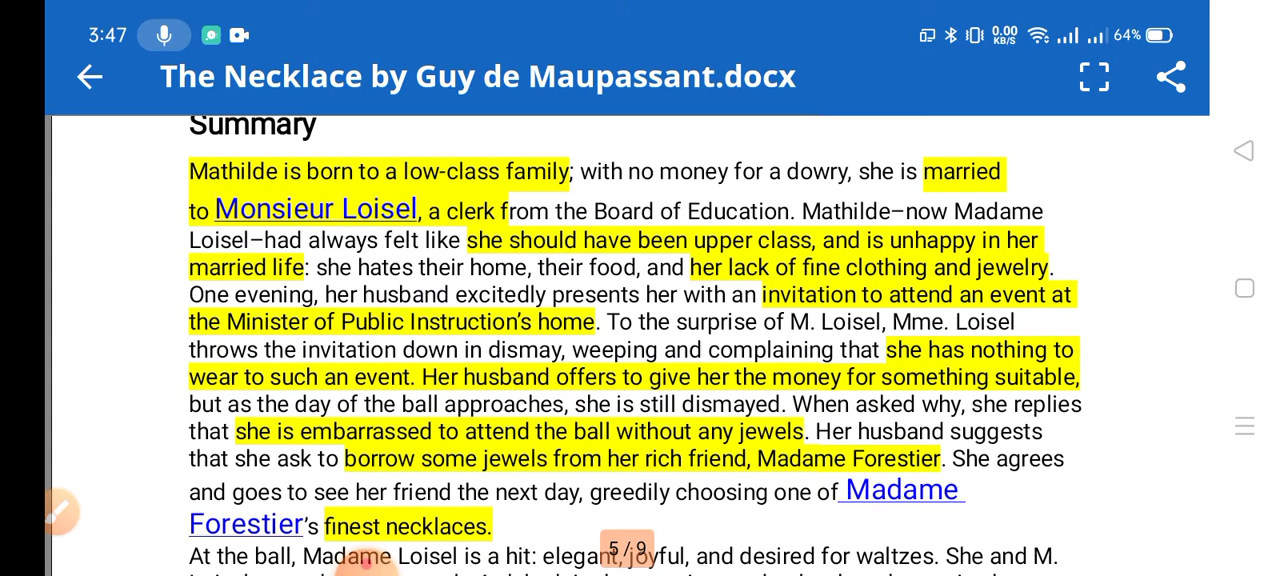 3:47
0.00
KB/S
64%
The Necklace by Guy de Maupassant.docx
Summary
Mathilde is born to a low-class family; with no money for a dowry, she is married
to Monsieur Loisel, a clerk from the Board of Education. Mathilde–now Madame
Loisel–had always felt like she should have been upper class, and is unhappy in her
married life: she hates their home, their food, and her lack of fine clothing and jewelry.
One evening, her husband excitedly presents her with an invitation to attend an event at
the Minister of Public Instruction's home. To the surprise of M. Loisel, Mme. Loisel
throws the invitation down in dismay, weeping and complaining that she has nothing to
wear to such an event. Her husband offers to give her the money for something suitable,
but as the day of the ball approaches, she is still dismayed. When asked why, she replies
that she is embarrassed to attend the ball without any jewels. Her husband suggests
that she ask to borrow some jewels from her rich friend, Madame Forestier. She agrees
and goes to see her friend the next day, greedily choosing one of Madame
Forestier's finest necklaces.
5/9
At the ball, Madame Loisel is a hit: elegant, joyful, and desired for waltzes. She and M.